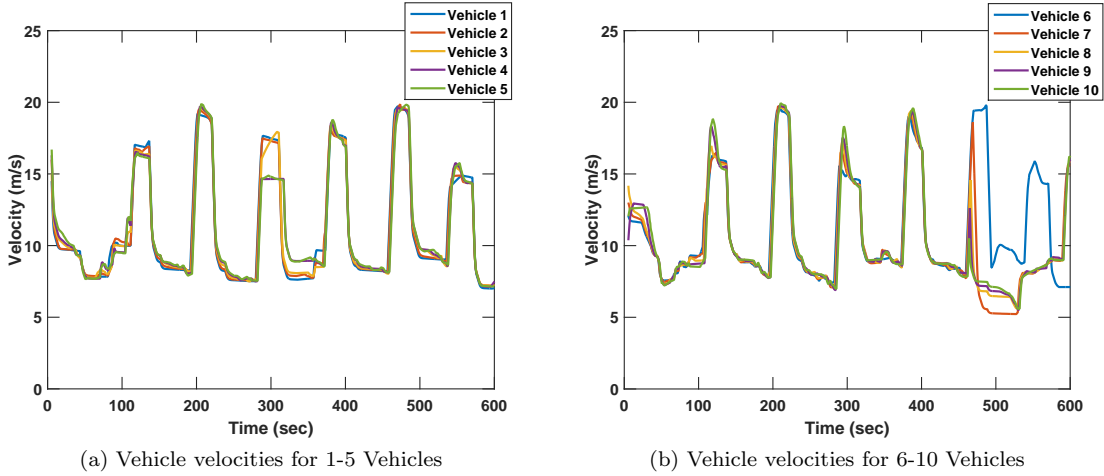 Vehicle 1
Vehicle 2
Vehicle 3
Vehicle 4
Vehicle 5
25
20
15
10
5
0
Velocity (m/s)
0 100 200 300 400 500 600
Time (sec)
(a) Vehicle velocities for 1-5 Vehicles
Vehicle 6
Vehicle 7
Vehicle 8
Vehicle 9
Vehicle 10
25
20
15
10
5
0
Velocity (m/s)
0 100 200 300 400 500 600
Time (sec)
(b) Vehicle velocities for 6-10 Vehicles